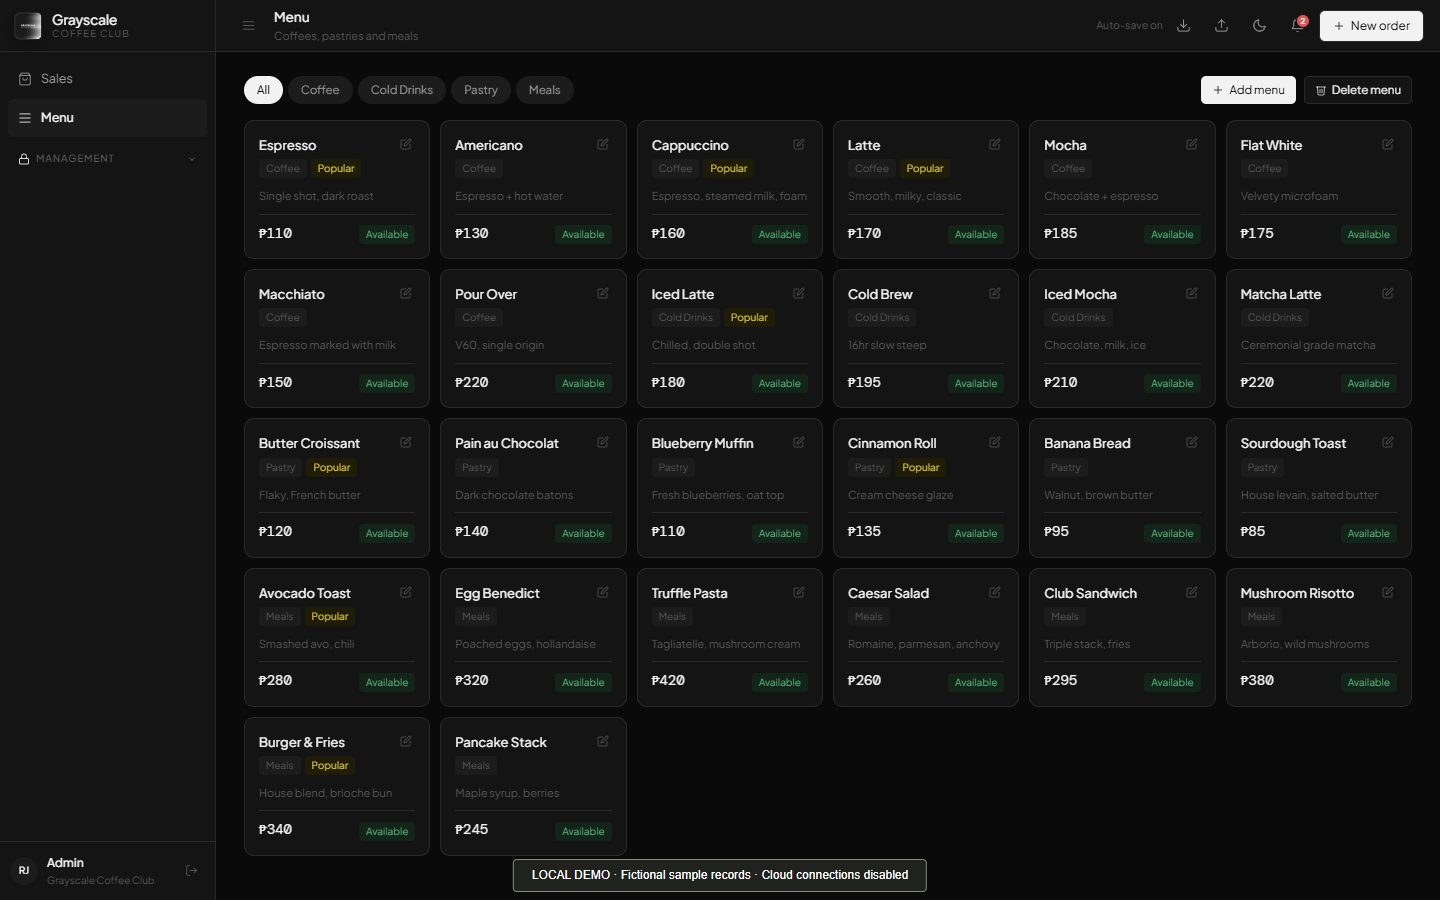 Grayscale
COFFEE CLUB
Sales
Menu
MANAGEMENT
RJ
Admin
Grayscale Coffee Club
Menu
Coffees, pastries and meals
Auto-save on
2
+ New order
All
Coffee
Cold Drinks
Pastry
Meals
+ Add menu
Delete menu
Espresso
Coffee Popular
Single shot, dark roast
₱110 Available
Americano
Coffee
Espresso + hot water
₱130 Available
Cappuccino
Coffee Popular
Espresso, steamed milk, foam
₱160 Available
Latte
Coffee Popular
Smooth, milky, classic
₱170 Available
Mocha
Coffee
Chocolate + espresso
₱185 Available
Flat White
Coffee
Velvety microfoam
₱175 Available
Macchiato
Coffee
Espresso marked with milk
₱150 Available
Pour Over
Coffee
V60, single origin
₱220 Available
Iced Latte
Cold Drinks Popular
Chilled, double shot
₱180 Available
Cold Brew
Cold Drinks
16hr slow steep
₱195 Available
Iced Mocha
Cold Drinks
Chocolate, milk, ice
₱210 Available
Matcha Latte
Cold Drinks
Ceremonial grade matcha
₱220 Available
Butter Croissant
Pastry Popular
Flaky, French butter
₱120 Available
Pain au Chocolat
Pastry
Dark chocolate batons
₱140 Available
Blueberry Muffin
Pastry
Fresh blueberries, oat top
₱110 Available
Cinnamon Roll
Pastry Popular
Cream cheese glaze
₱135 Available
Banana Bread
Pastry
Walnut, brown butter
₱95 Available
Sourdough Toast
Pastry
House levain, salted butter
₱85 Available
Avocado Toast
Meals Popular
Smashed avo, chili
₱280 Available
Egg Benedict
Meals
Poached eggs, hollandaise
₱320 Available
Truffle Pasta
Meals
Tagliatelle, mushroom cream
₱420 Available
Caesar Salad
Meals
Romaine, parmesan, anchovy
₱260 Available
Club Sandwich
Meals
Triple stack, fries
₱295 Available
Mushroom Risotto
Meals
Arborio, wild mushrooms
₱380 Available
Burger & Fries
Meals Popular
House blend, brioche bun
₱340 Available
Pancake Stack
Meals
Maple syrup, berries
₱245 Available
LOCAL DEMO · Fictional sample records · Cloud connections disabled